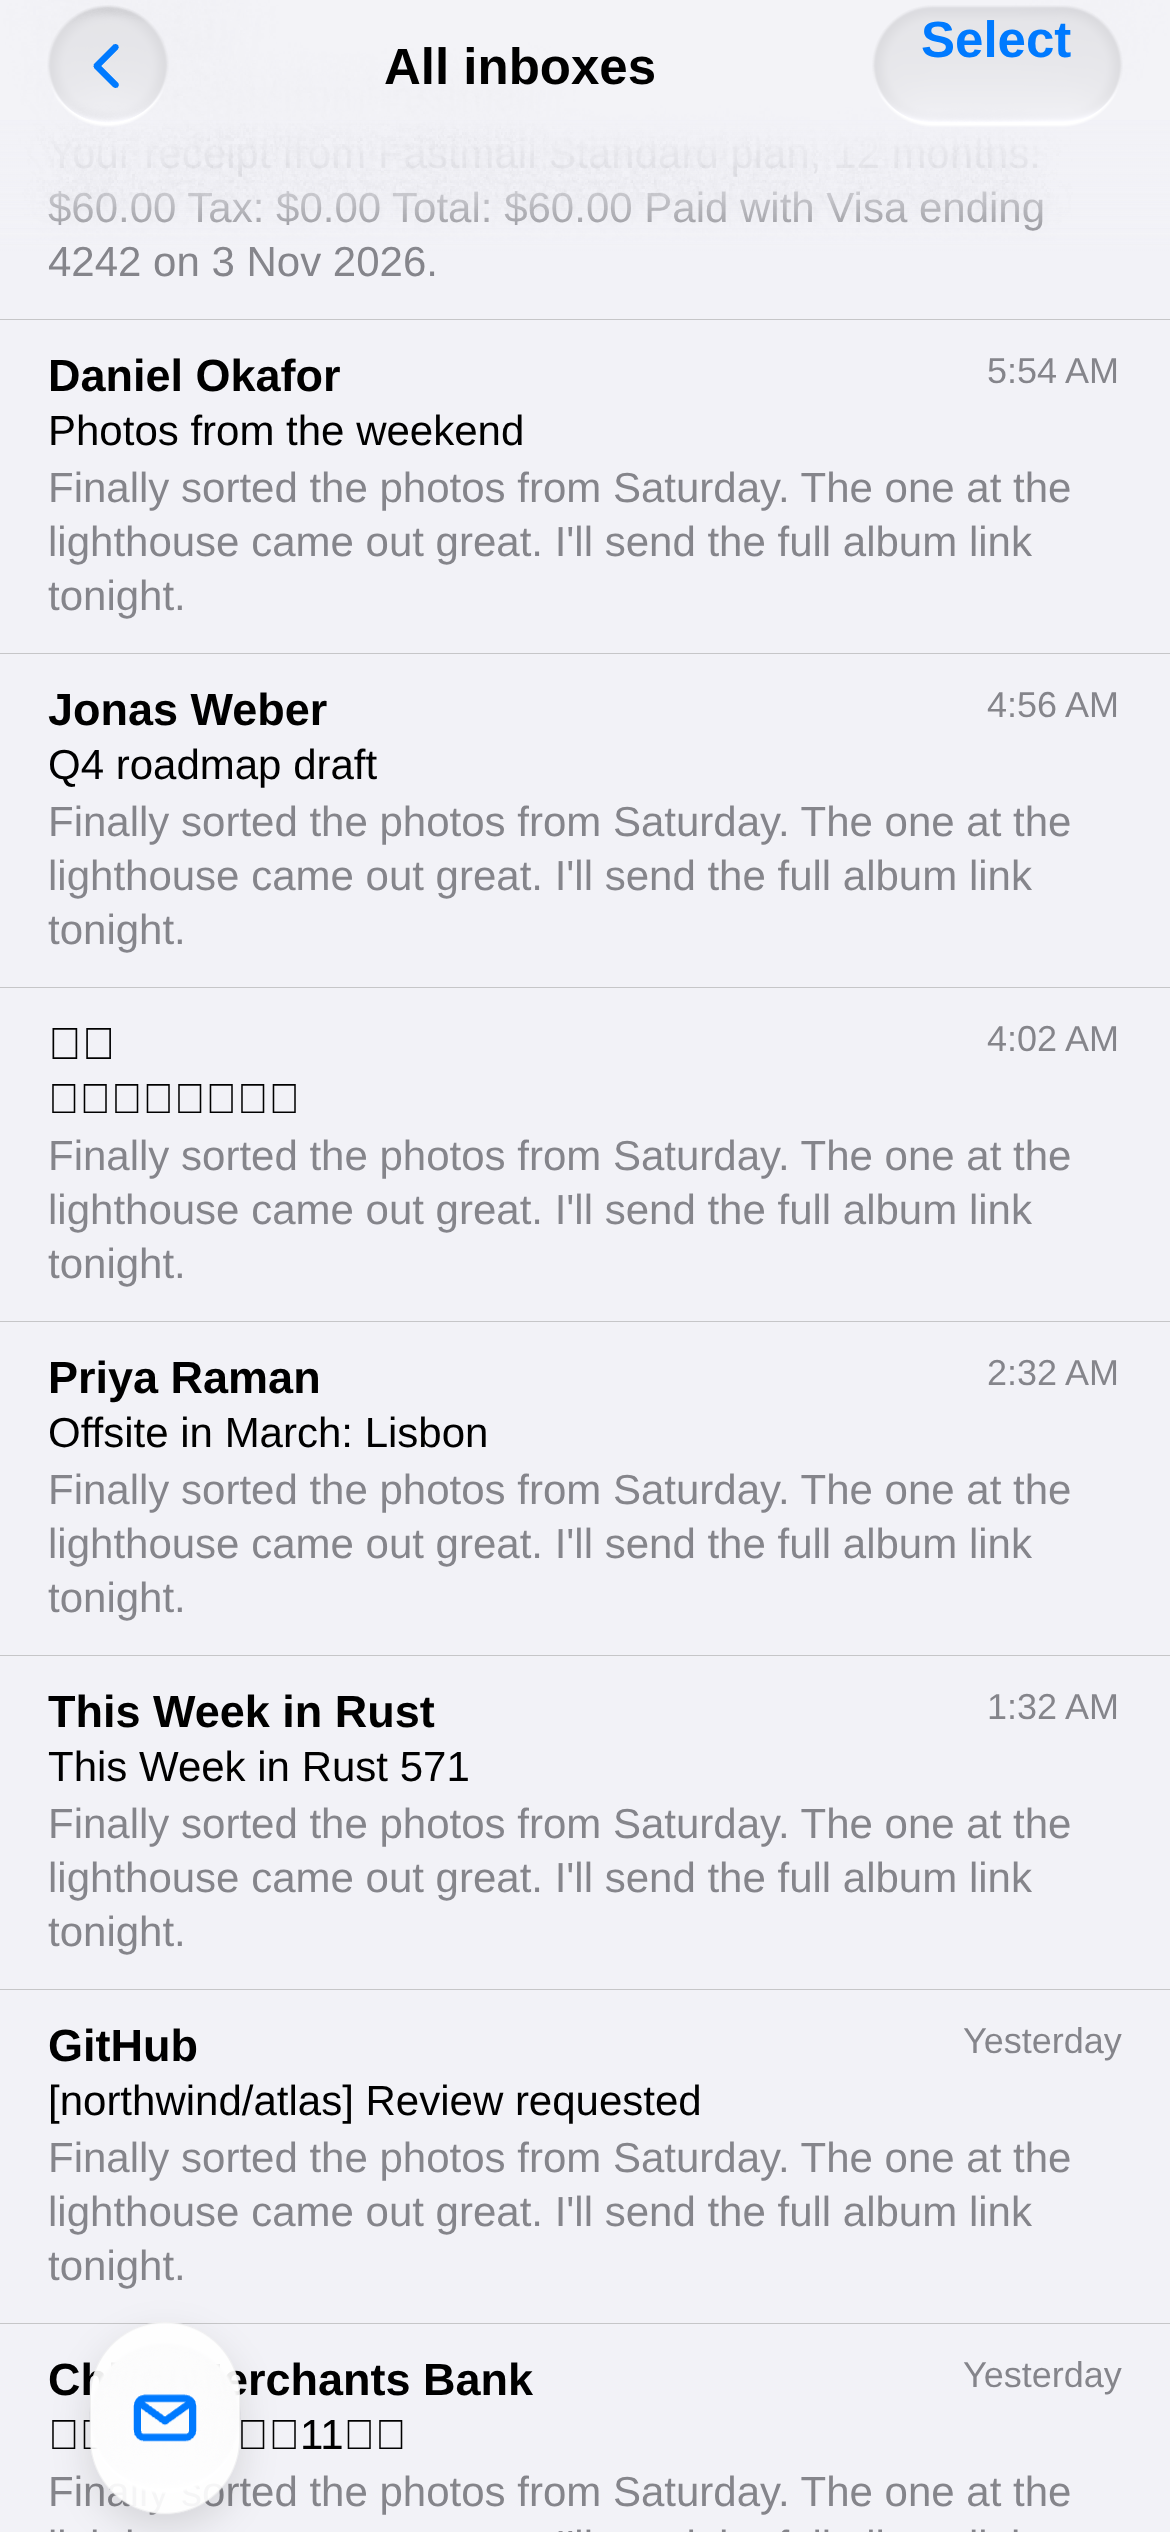 All inboxes
Select
Your receipt from Fastmail Standard plan, 12 months:
$60.00 Tax: $0.00 Total: $60.00 Paid with Visa ending
4242 on 3 Nov 2026.
Daniel Okafor
5:54 AM
Photos from the weekend
Finally sorted the photos from Saturday. The one at the
lighthouse came out great. I'll send the full album link
tonight.
Jonas Weber
4:56 AM
Q4 roadmap draft
Finally sorted the photos from Saturday. The one at the
lighthouse came out great. I'll send the full album link
tonight.
4:02 AM
Finally sorted the photos from Saturday. The one at the
lighthouse came out great. I'll send the full album link
tonight.
Priya Raman
2:32 AM
Offsite in March: Lisbon
Finally sorted the photos from Saturday. The one at the
lighthouse came out great. I'll send the full album link
tonight.
This Week in Rust
1:32 AM
This Week in Rust 571
Finally sorted the photos from Saturday. The one at the
lighthouse came out great. I'll send the full album link
tonight.
GitHub
Yesterday
[northwind/atlas] Review requested
Finally sorted the photos from Saturday. The one at the
lighthouse came out great. I'll send the full album link
tonight.
Bank
Yesterday
11
Finally sorted the photos from Saturday. The one at the